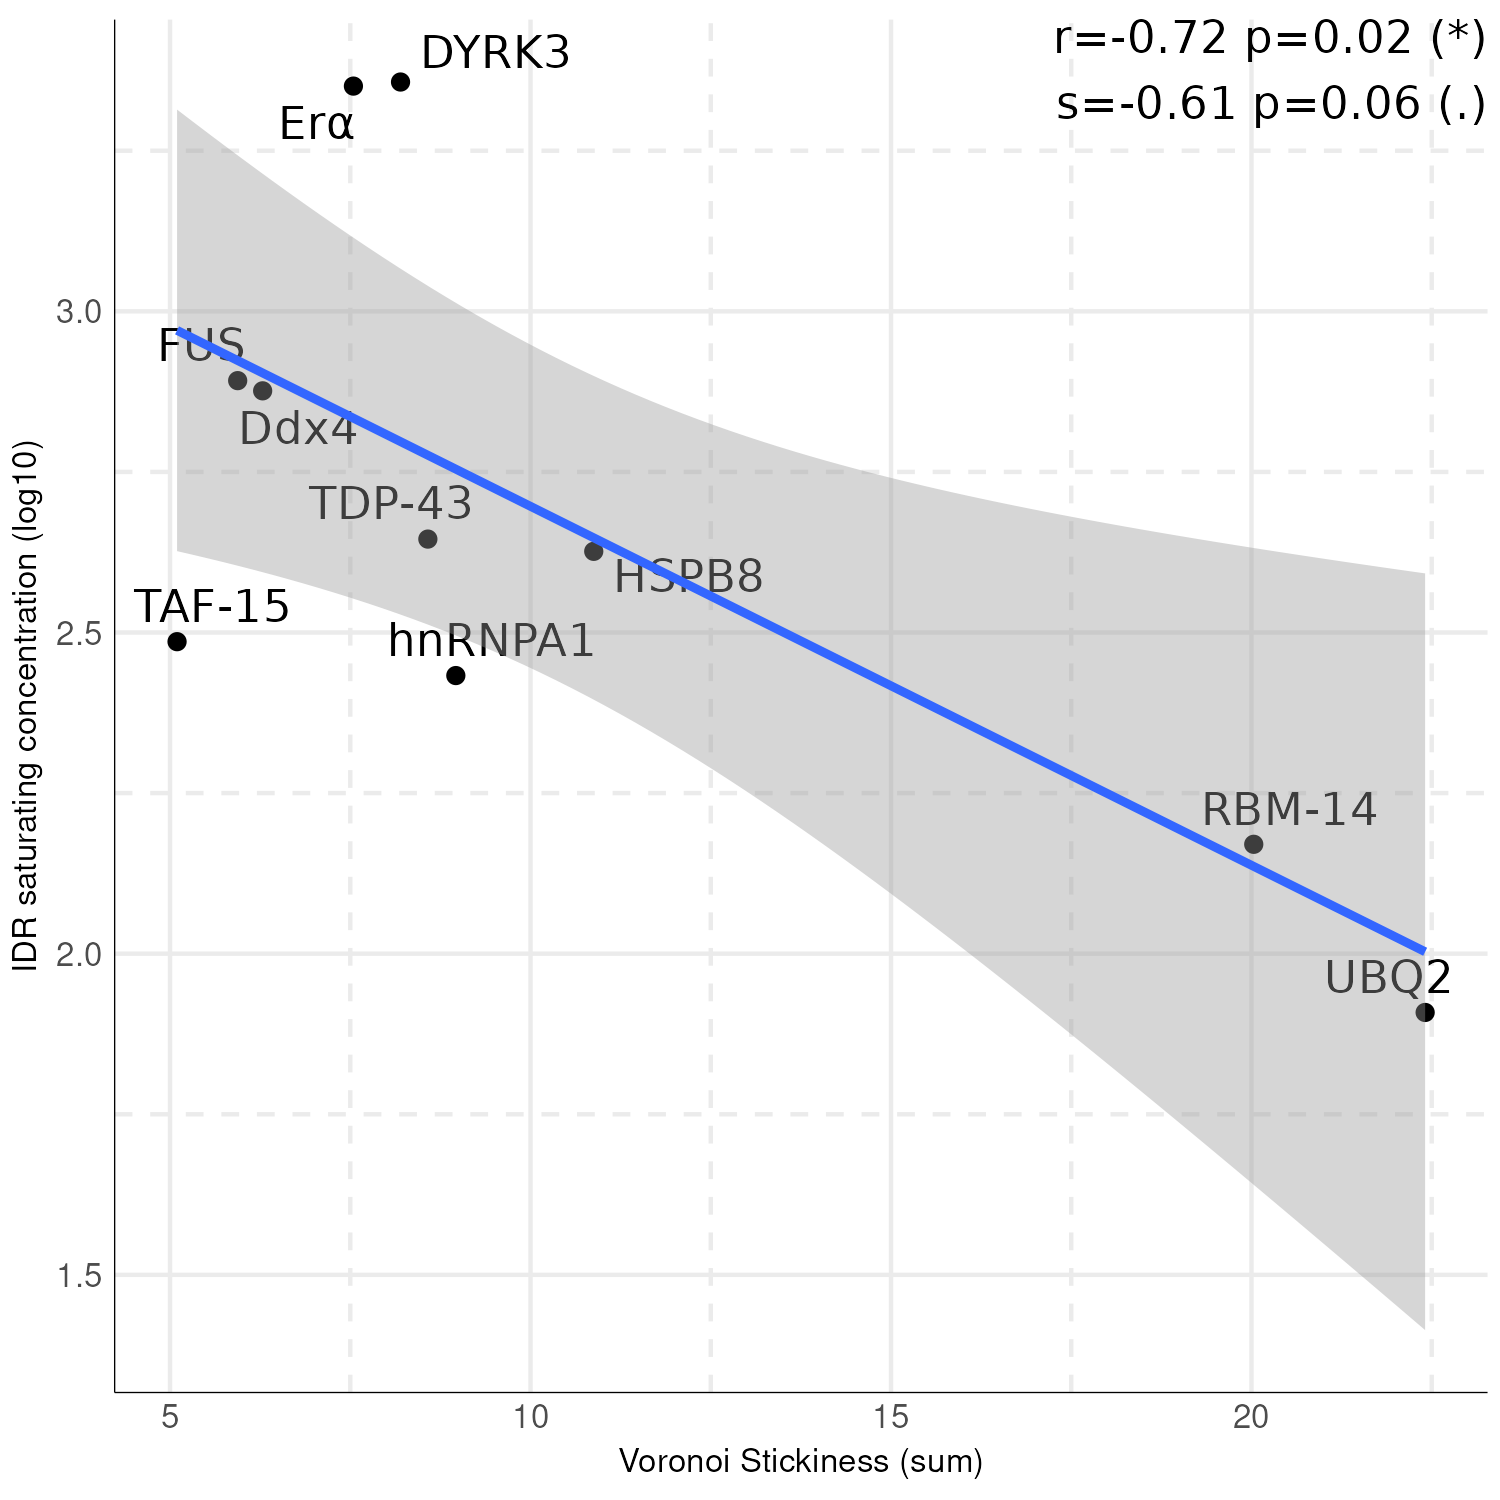 r=-0.72 p=0.02 (*)
s=-0.61 p=0.06 (.)
DYRK3
Erα
FUS
Ddx4
TDP-43
HSPB8
TAF-15
hnRNPA1
RBM-14
UBQ2
3.0
2.5
2.0
1.5
IDR saturating concentration (log10)
5 10 15 20
Voronoi Stickiness (sum)